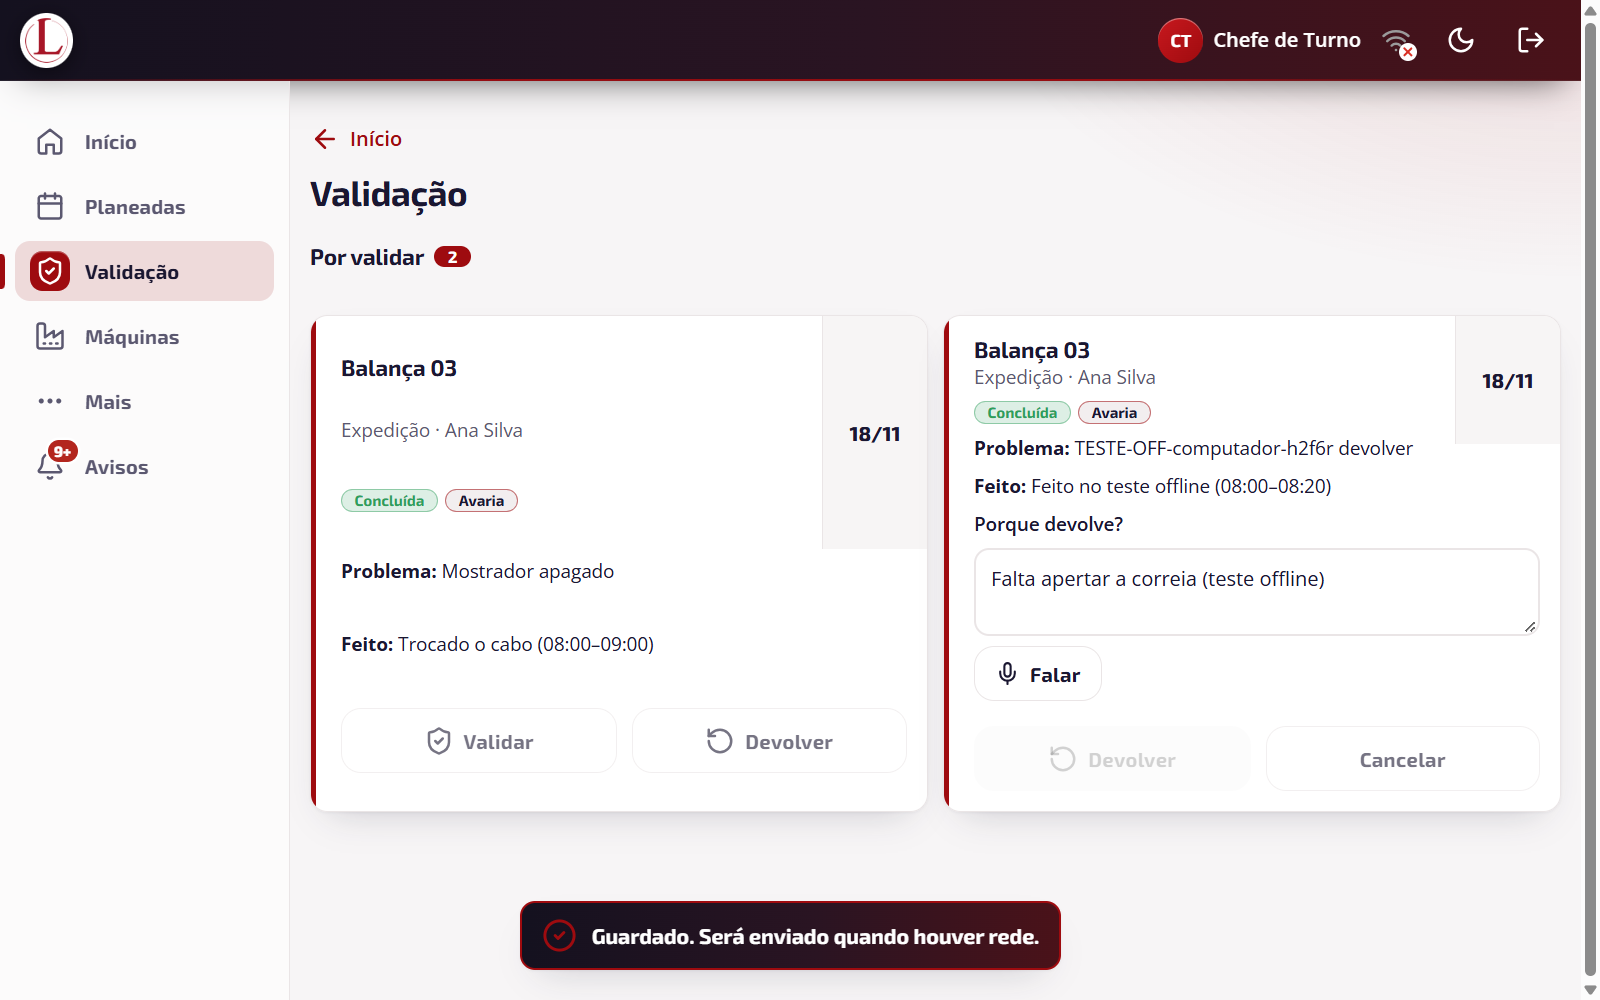 L
CT
Chefe de Turno
Início
Planeadas
Validação
Máquinas
Mais
9+
Avisos
Início
Validação
Por validar 2
Balança 03
Expedição · Ana Silva
Concluída Avaria
18/11
Problema: Mostrador apagado
Feito: Trocado o cabo (08:00–09:00)
Validar
Devolver
Balança 03
Expedição · Ana Silva
Concluída Avaria
18/11
Problema: TESTE-OFF-computador-h2f6r devolver
Feito: Feito no teste offline (08:00–08:20)
Porque devolve?
Falta apertar a correia (teste offline)
Falar
Devolver
Cancelar
Guardado. Será enviado quando houver rede.